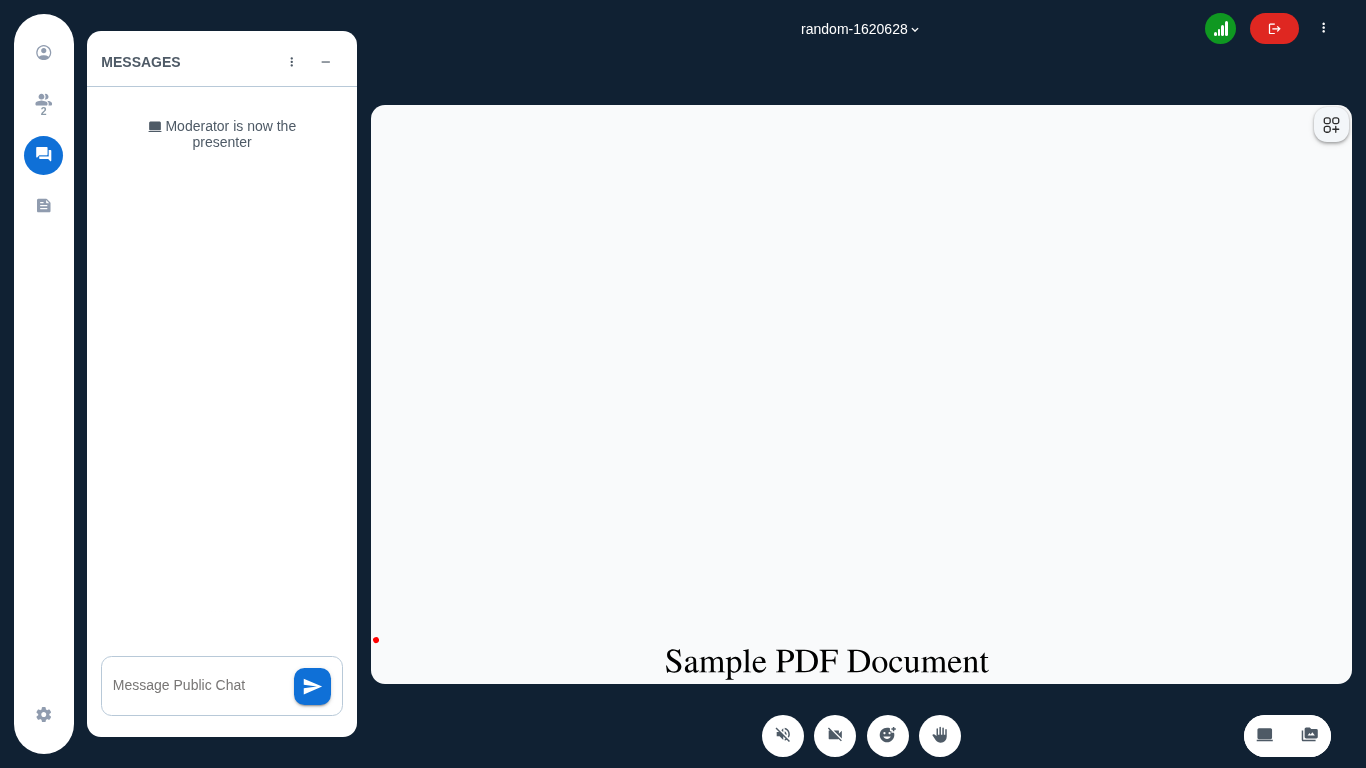 random-1620628
MESSAGES
2
Moderator is now the
presenter
Sample PDF Document
Message Public Chat